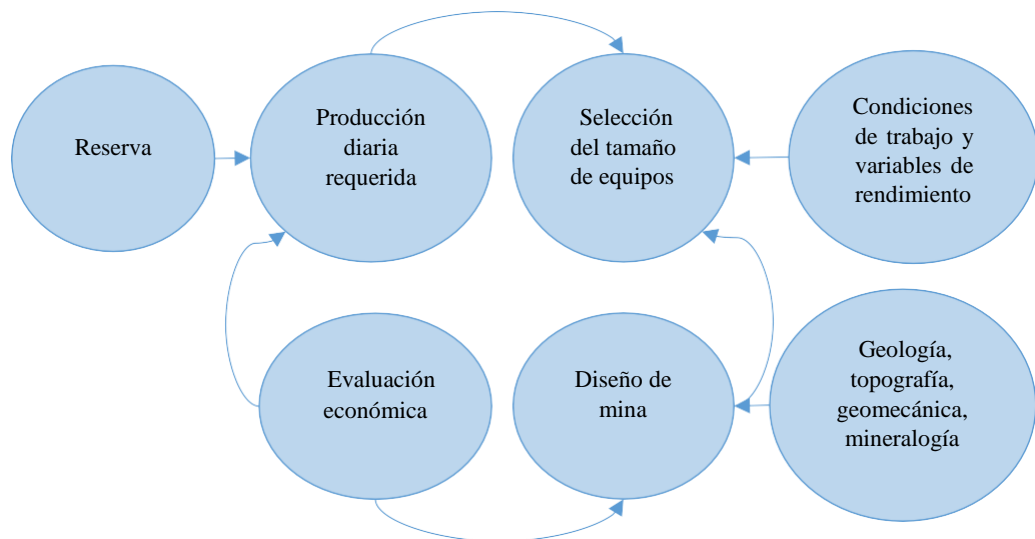 Reserva
Producción
diaria
requerida
Selección
del tamaño
de equipos
Condiciones
de trabajo y
variables de
rendimiento
Evaluación
económica
Diseño de
mina
Geología,
topografía,
geomecánica,
mineralogía